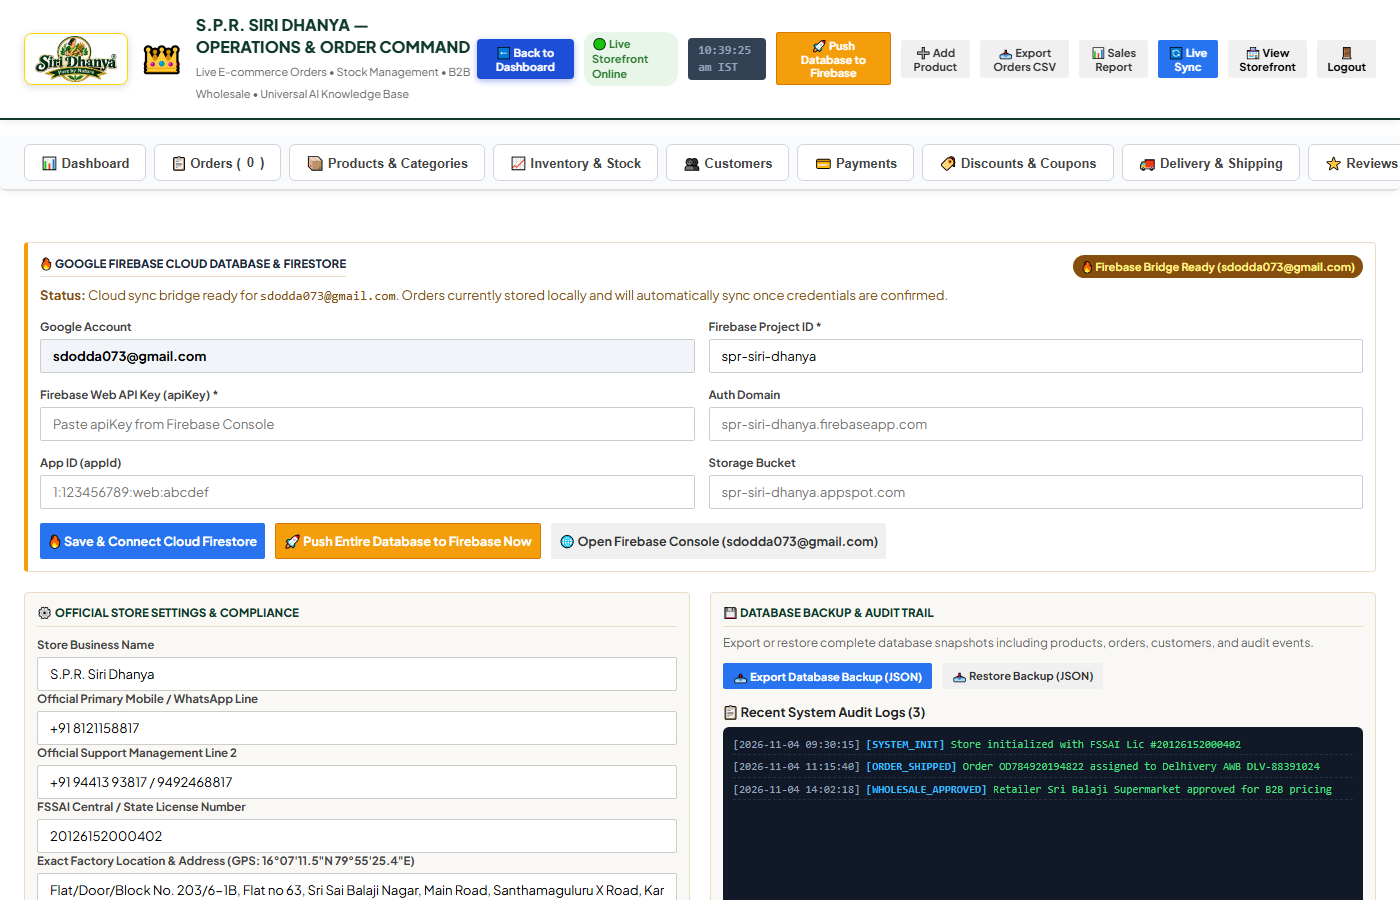 Siri Dhanya
Pure by Nature
S.P.R. SIRI DHANYA —
OPERATIONS & ORDER COMMAND
Live E-commerce Orders • Stock Management • B2B
Wholesale • Universal AI Knowledge Base
Back to
Dashboard
Live
Storefront
Online
10:39:25
am IST
Push
Database to
Firebase
Add
Product
Export
Orders CSV
Sales
Report
Live
Sync
View
Storefront
Logout
Dashboard
Orders ( 0 )
Products & Categories
Inventory & Stock
Customers
Payments
Discounts & Coupons
Delivery & Shipping
Reviews
GOOGLE FIREBASE CLOUD DATABASE & FIRESTORE
Firebase Bridge Ready (sdodda073@gmail.com)
Status: Cloud sync bridge ready for sdodda073@gmail.com. Orders currently stored locally and will automatically sync once credentials are confirmed.
Google Account
sdodda073@gmail.com
Firebase Project ID *
spr-siri-dhanya
Firebase Web API Key (apiKey) *
Paste apiKey from Firebase Console
Auth Domain
spr-siri-dhanya.firebaseapp.com
App ID (appId)
1:123456789:web:abcdef
Storage Bucket
spr-siri-dhanya.appspot.com
Save & Connect Cloud Firestore
Push Entire Database to Firebase Now
Open Firebase Console (sdodda073@gmail.com)
OFFICIAL STORE SETTINGS & COMPLIANCE
Store Business Name
S.P.R. Siri Dhanya
Official Primary Mobile / WhatsApp Line
+91 8121158817
Official Support Management Line 2
+91 94413 93817 / 9492468817
FSSAI Central / State License Number
20126152000402
Exact Factory Location & Address (GPS: 16°07'11.5"N 79°55'25.4"E)
Flat/Door/Block No. 203/6-1B, Flat no 63, Sri Sai Balaji Nagar, Main Road, Santhamaguluru X Road, Kar
DATABASE BACKUP & AUDIT TRAIL
Export or restore complete database snapshots including products, orders, customers, and audit events.
Export Database Backup (JSON)
Restore Backup (JSON)
Recent System Audit Logs (3)
[2026-11-04 09:30:15] [SYSTEM_INIT] Store initialized with FSSAI Lic #20126152000402
[2026-11-04 11:15:40] [ORDER_SHIPPED] Order OD784920194822 assigned to Delhivery AWB DLV-88391024
[2026-11-04 14:02:18] [WHOLESALE_APPROVED] Retailer Sri Balaji Supermarket approved for B2B pricing